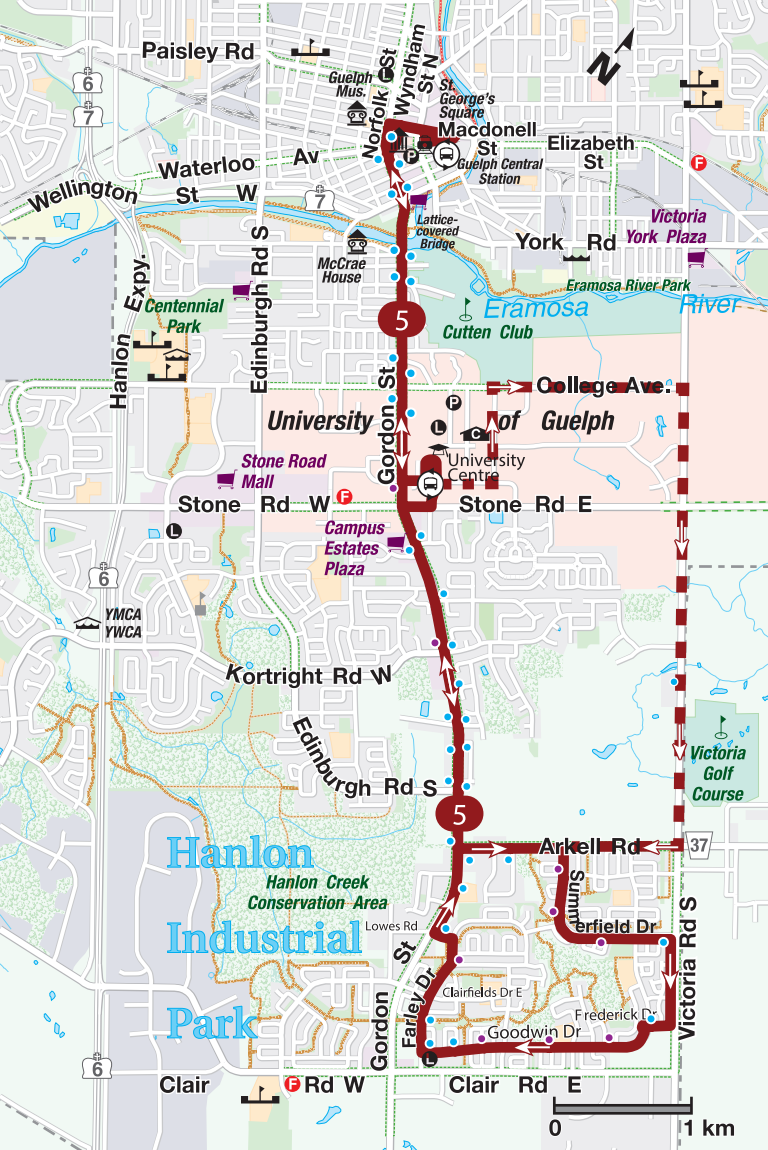 Paisley Rd
6
7
Guelph
Mus.
L
Norfolk St
Wyndham
St N
St.
George's
Square
N
Macdonell
St
Elizabeth
St
P
Guelph Central
Station
F
Waterloo Av
Wellington St W
7
Lattice-
covered
Bridge
McCrae
House
Victoria
York Plaza
York Rd
Eramosa River Park
Eramosa River
Hanlon Expy.
Centennial
Park
Edinburgh Rd S
5
Cutten Club
College Ave.
Gordon St
P
L
C
University of Guelph
University
Centre
Stone Road
Mall
F
Stone Rd W
Stone Rd E
L
Campus
Estates
Plaza
6
YMCA
YWCA
Kortright Rd W
Edinburgh Rd S
Victoria
Golf
Course
5
Arkell Rd
37
Hanlon
Hanlon Creek
Conservation Area
Industrial
Park
Lowes Rd
Summerfield Dr
Gordon St
Farley Dr
Clairfields Dr E
Frederick Dr
Goodwin Dr
Victoria Rd S
L
6
Clair Rd W
F
Clair Rd E
0 1 km